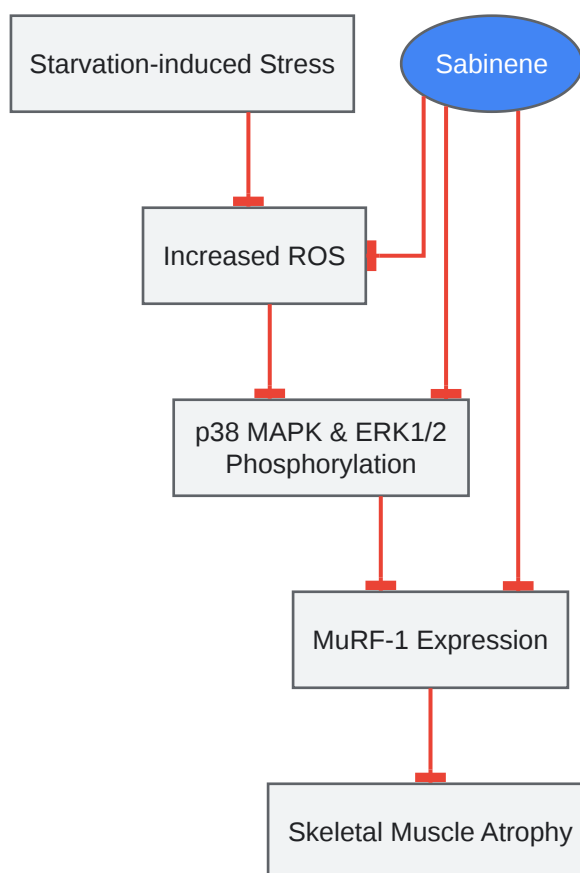 Starvation-induced Stress
Sabinene
Increased ROS
p38 MAPK & ERK1/2
Phosphorylation
MuRF-1 Expression
Skeletal Muscle Atrophy